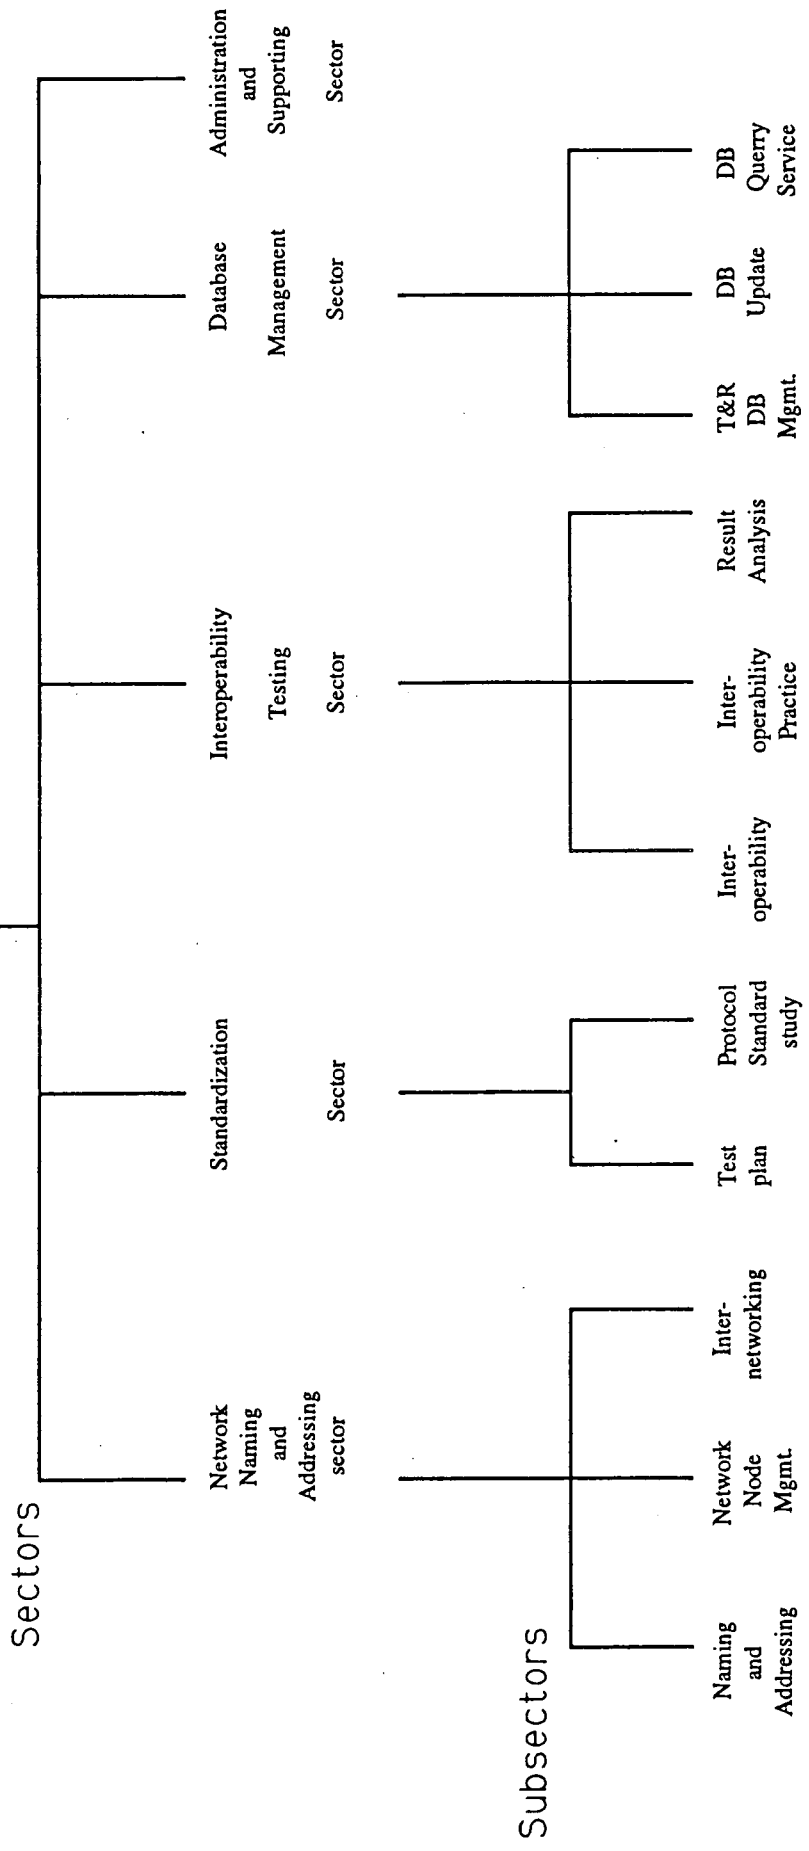 Sectors
Network
Naming
and
Addressing
sector
Standardization
Sector
Interoperability
Testing
Sector
Database
Management
Sector
Administration
and
Supporting
Sector
Subsectors
Naming
and
Addressing
Network
Node
Mgmt.
Inter-
networking
Test
plan
Protocol
Standard
study
Inter-
operability
Inter-
operability
Practice
Result
Analysis
T&R
DB
Mgmt.
DB
Update
DB
Querry
Service